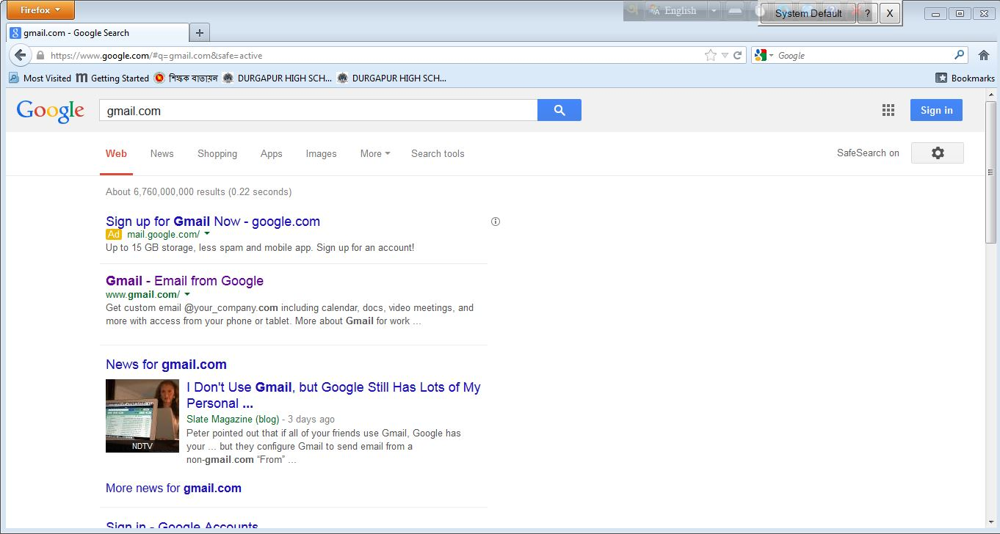 Firefox
English
System Default
?
X
gmail.com - Google Search
+
https://www.google.com/#q=gmail.com&safe=active
Google
Most Visited
Getting Started
শিক্ষক বাতায়ন
DURGAPUR HIGH SCH...
DURGAPUR HIGH SCH...
Bookmarks
Google
gmail.com
Sign in
Web
News
Shopping
Apps
Images
More
Search tools
SafeSearch on
About 6,760,000,000 results (0.22 seconds)
Sign up for Gmail Now - google.com
Ad mail.google.com/
Up to 15 GB storage, less spam and mobile app. Sign up for an account!
Gmail - Email from Google
www.gmail.com/
Get custom email @your_company.com including calendar, docs, video meetings, and
more with access from your phone or tablet. More about Gmail for work ...
News for gmail.com
I Don't Use Gmail, but Google Still Has Lots of My
Personal ...
Slate Magazine (blog) - 3 days ago
Peter pointed out that if all of your friends use Gmail, Google has
your ... but they configure Gmail to send email from a
non-gmail.com “From” ...
NDTV
More news for gmail.com
Sign in - Google Accounts